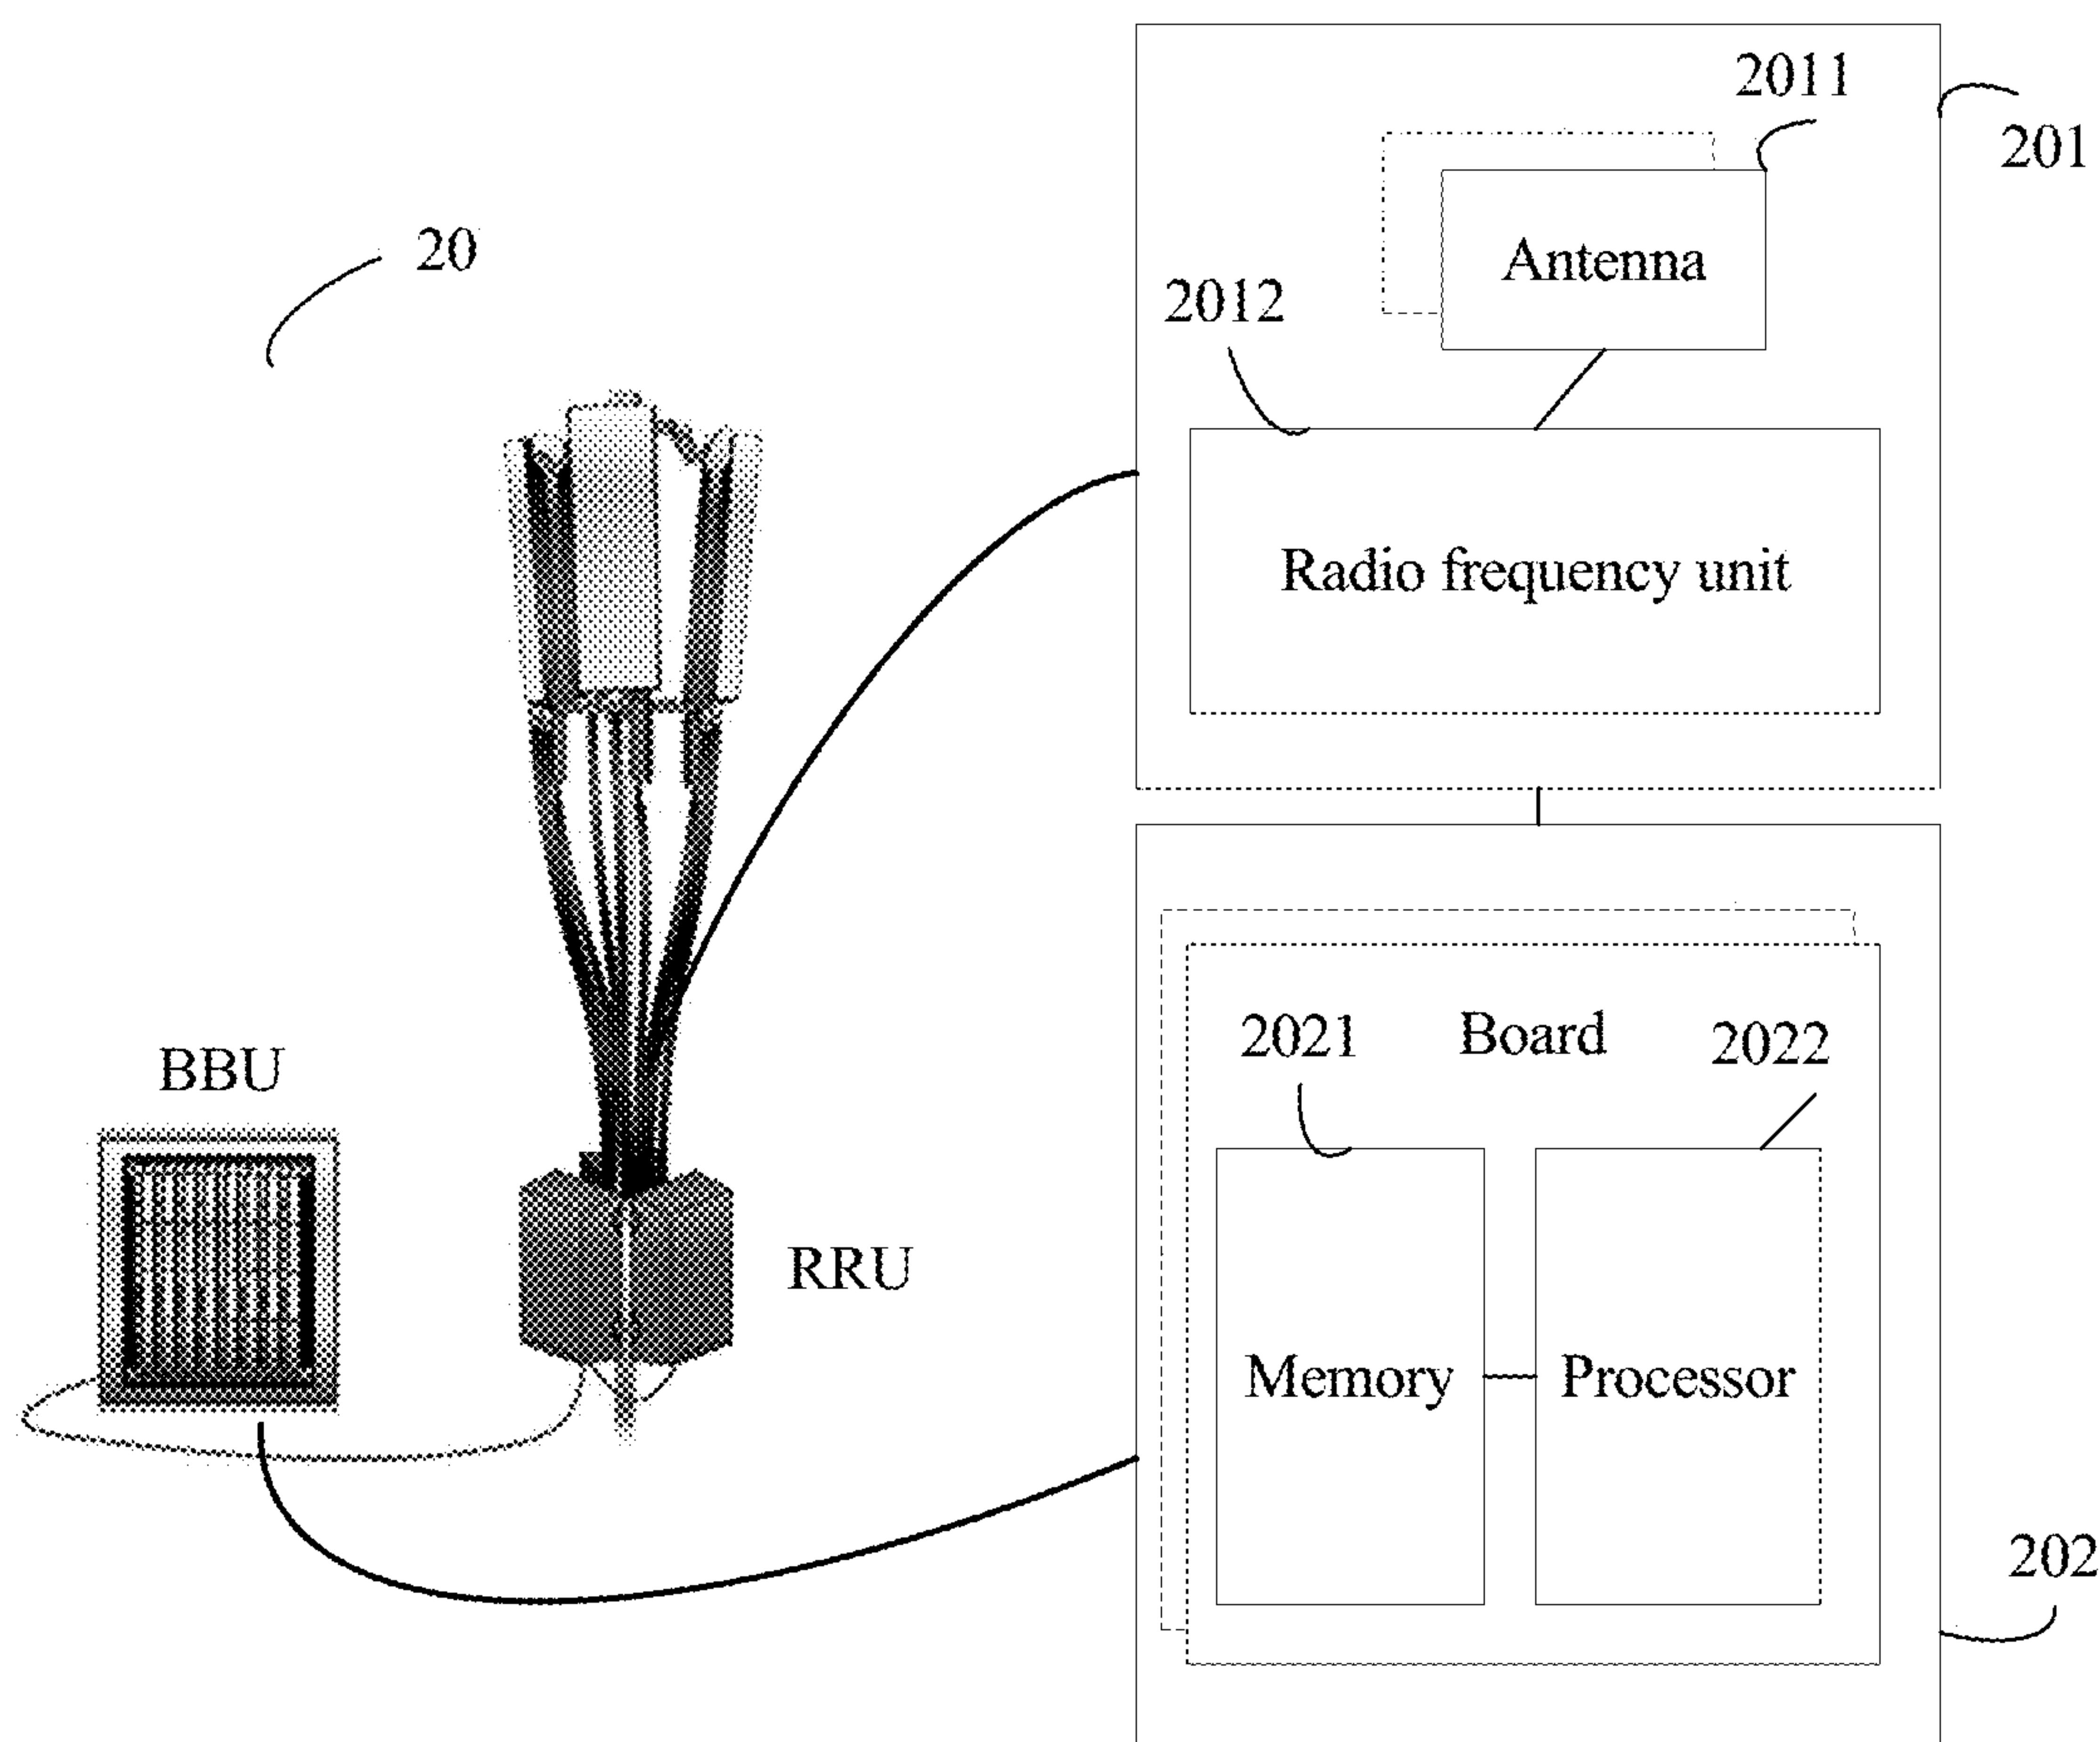 2011
201
20
Antenna
2012
Radio frequency unit
2021
Board
2022
BBU
RRU
Memory
Processor
202